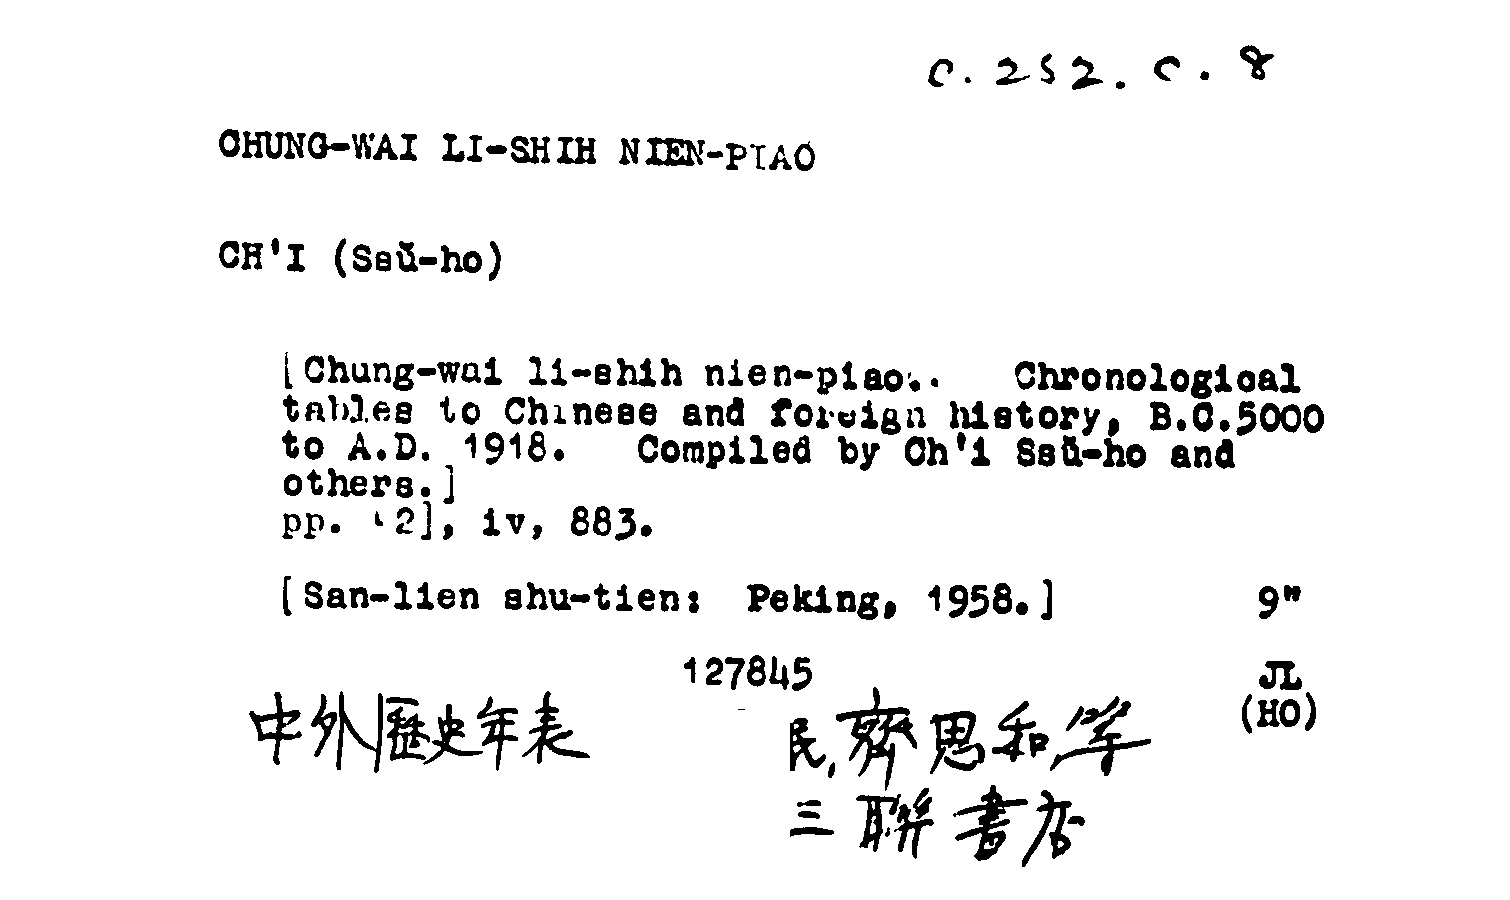 c. 252. c. 8
CHUNG-WAI LI-SHIH NIEN-PIAO
CH'I (Ssŭ-ho)
[Chung-wai li-shih nien-piao.. Chronological
tables to Chinese and foreign history, B.C.5000
to A.D. 1918. Compiled by Ch'i Ssŭ-ho and
others.]
pp. [2], iv, 883.
[San-lien shu-tien: Peking, 1958.] 9"
127845 JL
(HO)
中外歷史年表 民, 齊思和等
三聯書店